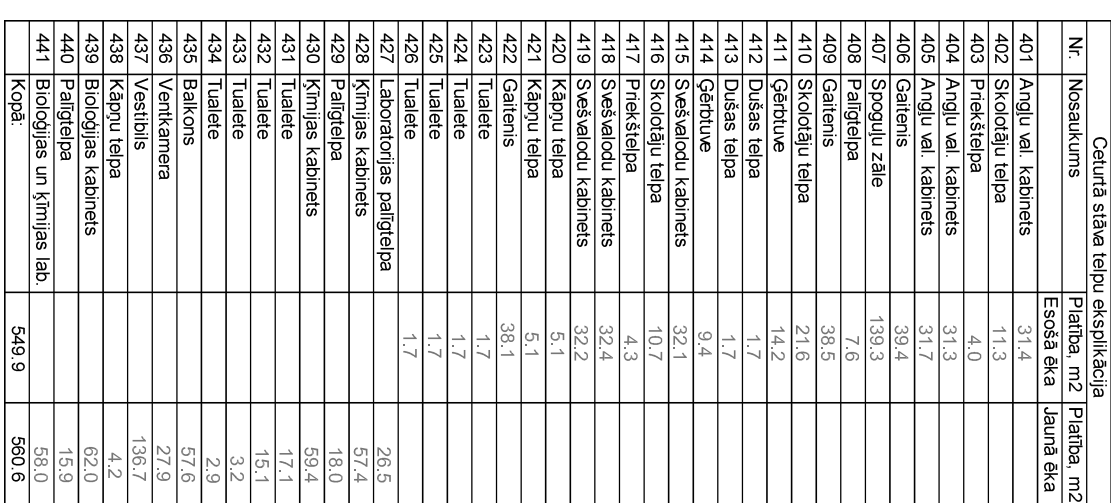 Ceturtā stāva telpu eksplikācija
Nr. Nosaukums Platība, m2 Platība, m2
Esošā ēka Jaunā ēka
401 Angļu val. kabinets 31.4
402 Skolotāju telpa 11.3
403 Priekštelpa 4.0
404 Angļu val. kabinets 31.3
405 Angļu val. kabinets 31.7
406 Gaitenis 39.4
407 Spoguļu zāle 139.3
408 Palīgtelpa 7.6
409 Gaitenis 38.5
410 Skolotāju telpa 21.6
411 Ģērbtuve 14.2
412 Dušas telpa 1.7
413 Dušas telpa 1.7
414 Ģērbtuve 9.4
415 Svešvalodu kabinets 32.1
416 Skolotāju telpa 10.7
417 Priekštelpa 4.3
418 Svešvalodu kabinets 32.4
419 Svešvalodu kabinets 32.2
420 Kāpņu telpa 5.1
421 Kāpņu telpa 5.1
422 Gaitenis 38.1
423 Tualete 1.7
424 Tualete 1.7
425 Tualete 1.7
426 Tualete 1.7
427 Laboratorijas palīgtelpa 26.5
428 Ķīmijas kabinets 57.4
429 Palīgtelpa 18.0
430 Ķīmijas kabinets 59.4
431 Tualete 17.1
432 Tualete 15.1
433 Tualete 3.2
434 Tualete 2.9
435 Balkons 57.6
436 Ventkamera 27.9
437 Vestibils 136.7
438 Kāpņu telpa 4.2
439 Bioloģijas kabinets 62.0
440 Palīgtelpa 15.9
441 Bioloģijas un ķīmijas lab. 58.0
Kopā: 549.9 560.6